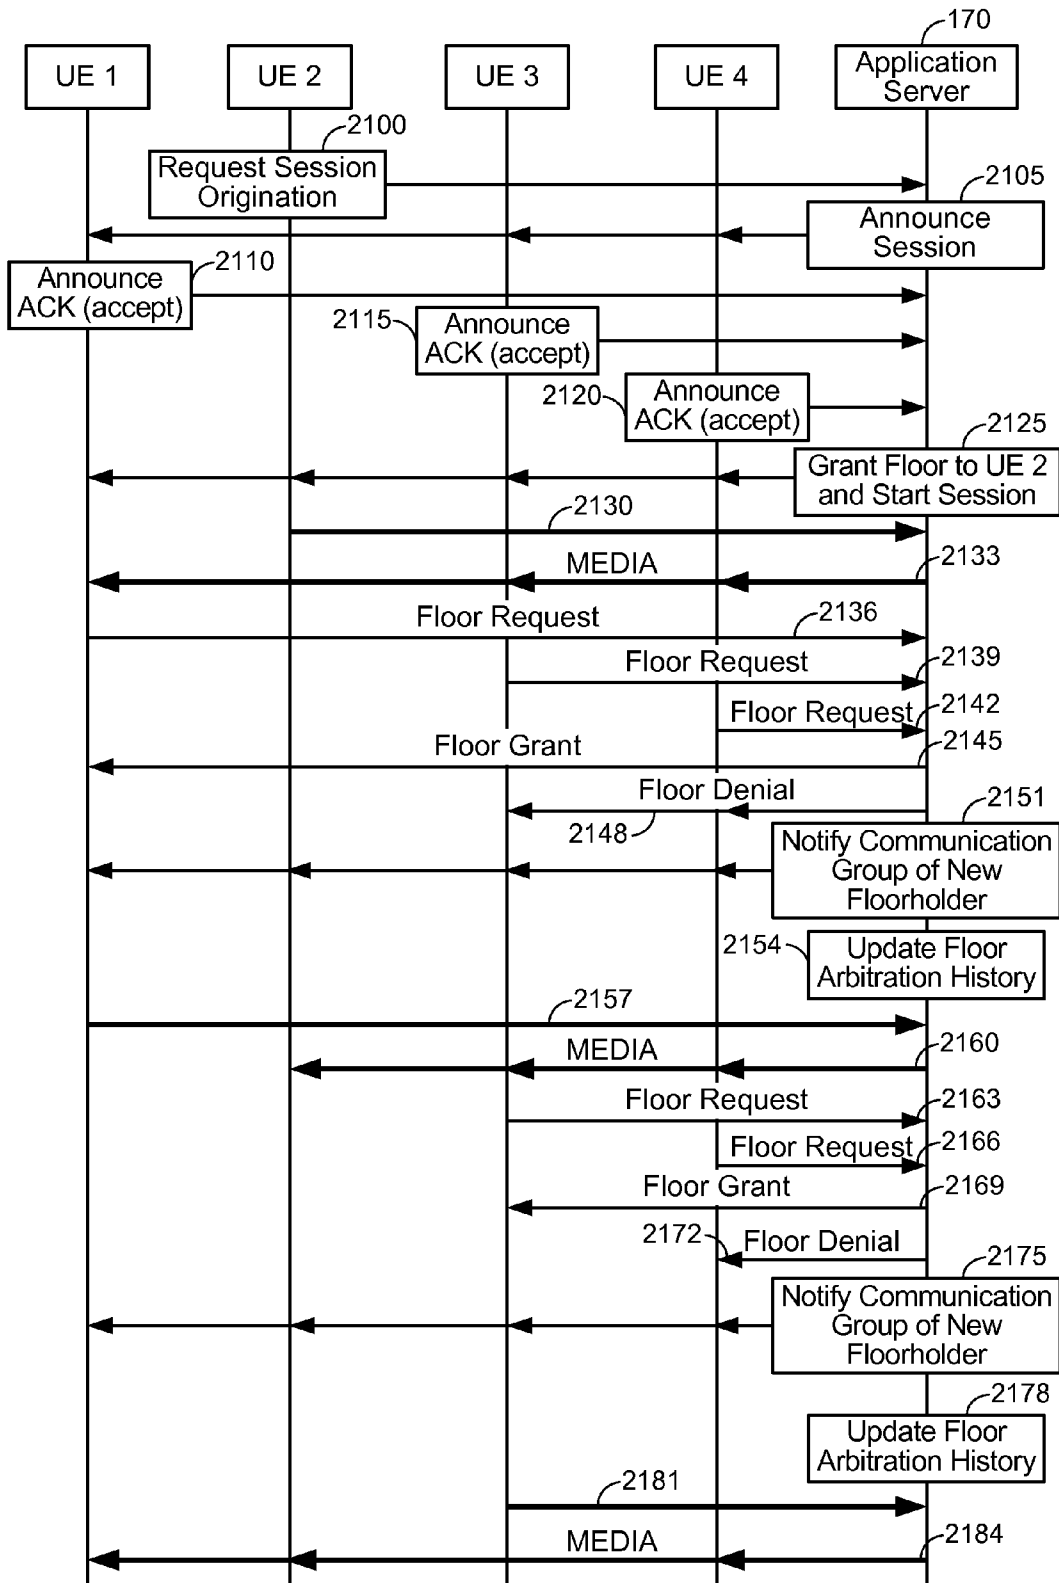 170
UE 1
UE 2
UE 3
UE 4
Application
Server
2100
Request Session
Origination
2105
Announce
Session
2110
Announce
ACK (accept)
2115
Announce
ACK (accept)
2120
Announce
ACK (accept)
2125
Grant Floor to UE 2
and Start Session
2130
MEDIA
2133
Floor Request
2136
Floor Request
2139
Floor Request
2142
Floor Grant
2145
Floor Denial
2148
2151
Notify Communication
Group of New
Floorholder
2154
Update Floor
Arbitration History
2157
MEDIA
2160
Floor Request
2163
Floor Request
2166
Floor Grant
2169
2172
Floor Denial
2175
Notify Communication
Group of New
Floorholder
2178
Update Floor
Arbitration History
2181
MEDIA
2184